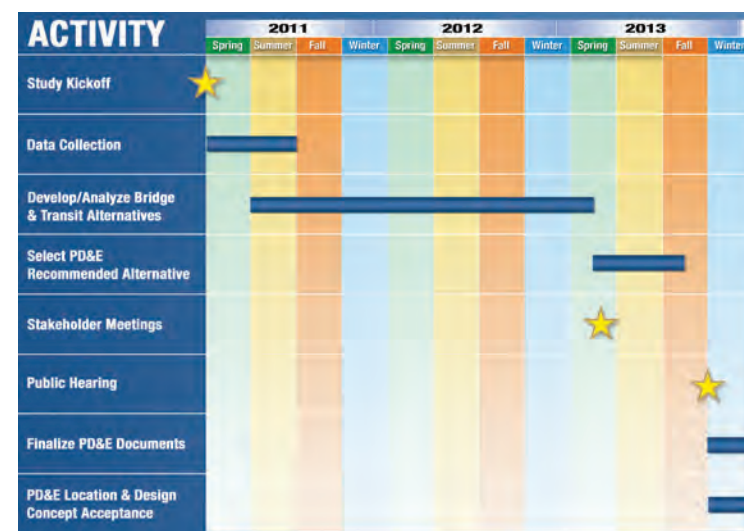 ACTIVITY
2011 2012 2013
Spring Summer Fall Winter Spring Summer Fall Winter Spring Summer Fall Winter
Study Kickoff
Data Collection
Develop/Analyze Bridge
& Transit Alternatives
Select PD&E
Recommended Alternative
Stakeholder Meetings
Public Hearing
Finalize PD&E Documents
PD&E Location & Design
Concept Acceptance